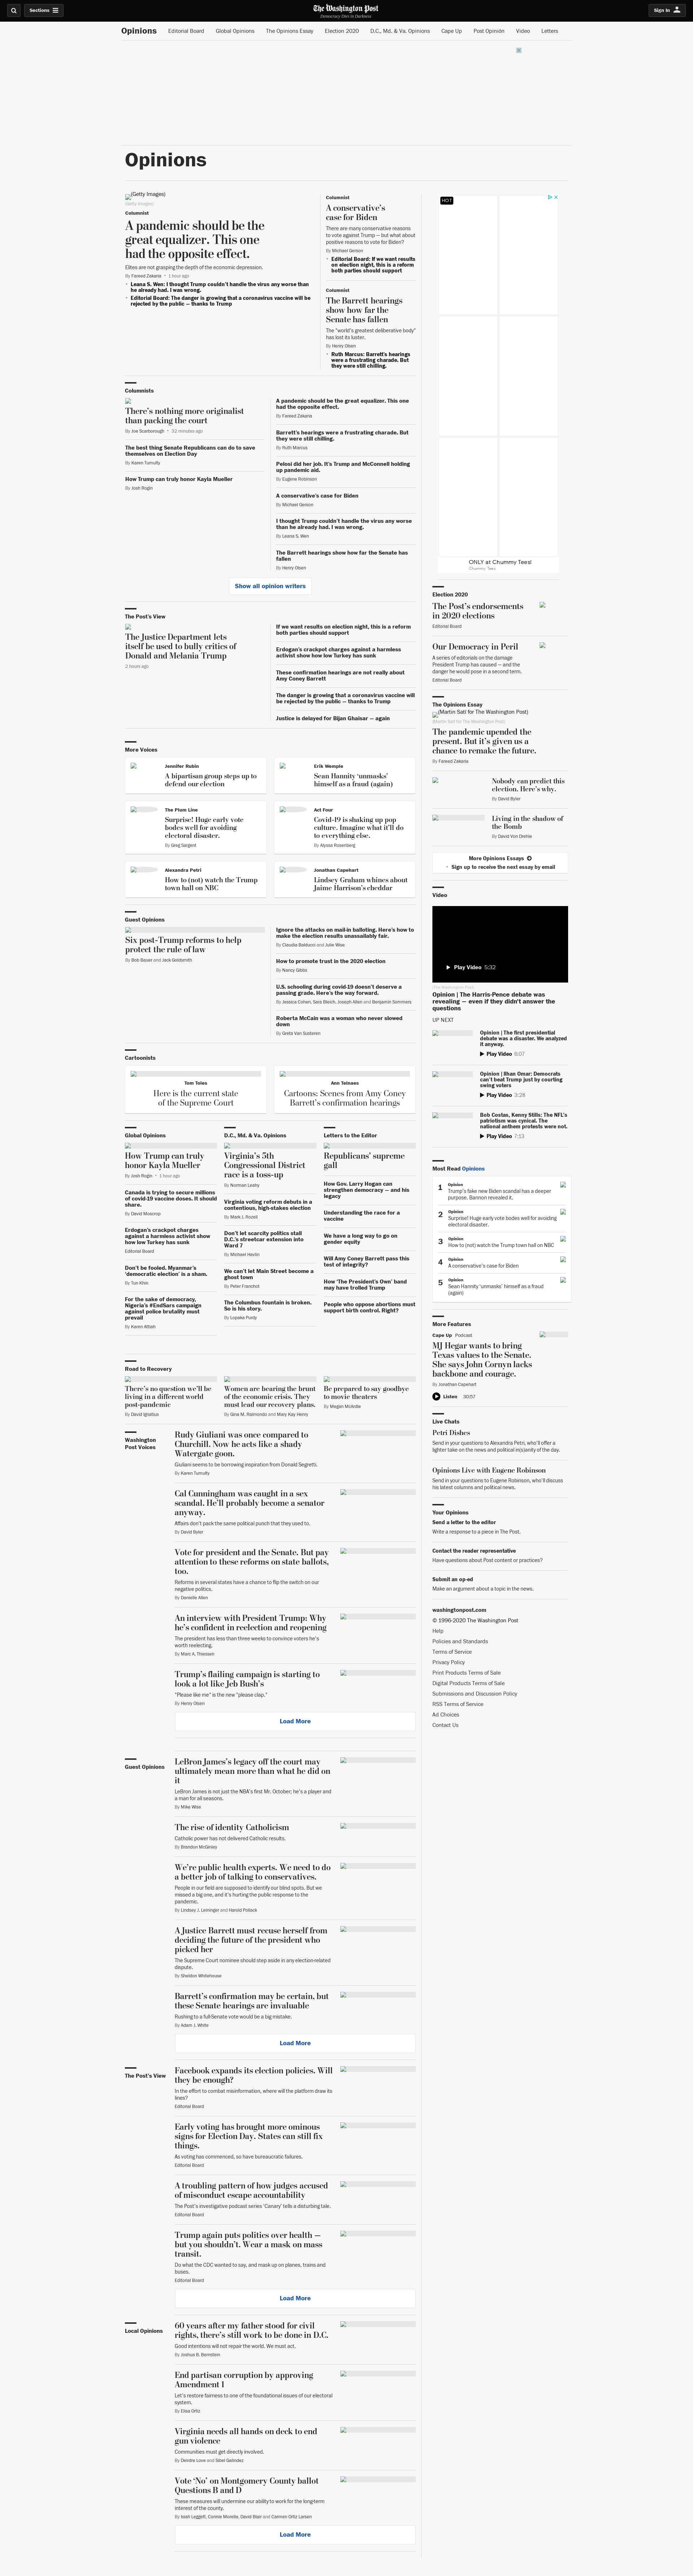 Sections
The Washington Post
Democracy Dies in Darkness
Sign In
Opinions
Editorial Board
Global Opinions
The Opinions Essay
Election 2020
D.C., Md. & Va. Opinions
Cape Up
Post Opinión
Video
Letters
Opinions
(Getty Images)
(Getty Images)
Columnist
A pandemic should be the
great equalizer. This one
had the opposite effect.
Elites are not grasping the depth of the economic depression.
By Fareed Zakaria • 1 hour ago
Leana S. Wen: I thought Trump couldn't handle the virus any worse than
he already had. I was wrong.
Editorial Board: The danger is growing that a coronavirus vaccine will be
rejected by the public — thanks to Trump
Columnist
A conservative's
case for Biden
There are many conservative reasons
to vote against Trump — but what about
positive reasons to vote for Biden?
By Michael Gerson
Editorial Board: If we want results
on election night, this is a reform
both parties should support
Columnist
The Barrett hearings
show how far the
Senate has fallen
The "world's greatest deliberative body"
has lost its luster.
By Henry Olsen
Ruth Marcus: Barrett's hearings
were a frustrating charade. But
they were still chilling.
HOT
ONLY at Chummy Tees!
Chummy Tees
Columnists
There's nothing more originalist
than packing the court
By Joe Scarborough • 32 minutes ago
The best thing Senate Republicans can do to save
themselves on Election Day
By Karen Tumulty
How Trump can truly honor Kayla Mueller
By Josh Rogin
A pandemic should be the great equalizer. This one
had the opposite effect.
By Fareed Zakaria
Barrett's hearings were a frustrating charade. But
they were still chilling.
By Ruth Marcus
Pelosi did her job. It's Trump and McConnell holding
up pandemic aid.
By Eugene Robinson
A conservative's case for Biden
By Michael Gerson
I thought Trump couldn't handle the virus any worse
than he already had. I was wrong.
By Leana S. Wen
The Barrett hearings show how far the Senate has
fallen
By Henry Olsen
Show all opinion writers
The Post's View
The Justice Department lets
itself be used to bully critics of
Donald and Melania Trump
2 hours ago
If we want results on election night, this is a reform
both parties should support
Erdogan's crackpot charges against a harmless
activist show how low Turkey has sunk
These confirmation hearings are not really about
Amy Coney Barrett
The danger is growing that a coronavirus vaccine will
be rejected by the public — thanks to Trump
Justice is delayed for Bijan Ghaisar — again
More Voices
Jennifer Rubin
A bipartisan group steps up to
defend our election
Erik Wemple
Sean Hannity 'unmasks'
himself as a fraud (again)
The Plum Line
Surprise! Huge early vote
bodes well for avoiding
electoral disaster.
By Greg Sargent
Act Four
Covid-19 is shaking up pop
culture. Imagine what it'll do
to everything else.
By Alyssa Rosenberg
Alexandra Petri
How to (not) watch the Trump
town hall on NBC
Jonathan Capehart
Lindsey Graham whines about
Jaime Harrison's cheddar
Guest Opinions
Six post-Trump reforms to help
protect the rule of law
By Bob Bauer and Jack Goldsmith
Ignore the attacks on mail-in balloting. Here's how to
make the election results unassailably fair.
By Claudia Balducci and Julie Wise
How to promote trust in the 2020 election
By Nancy Gibbs
U.S. schooling during covid-19 doesn't deserve a
passing grade. Here's the way forward.
By Jessica Cohen, Sara Bleich, Joseph Allen and Benjamin Sommers
Roberta McCain was a woman who never slowed
down
By Greta Van Susteren
Cartoonists
Tom Toles
Here is the current state
of the Supreme Court
Ann Telnaes
Cartoons: Scenes from Amy Coney
Barrett's confirmation hearings
Global Opinions
How Trump can truly
honor Kayla Mueller
By Josh Rogin • 1 hour ago
Canada is trying to secure millions
of covid-19 vaccine doses. It should
share.
By David Moscrop
Erdogan's crackpot charges
against a harmless activist show
how low Turkey has sunk
Editorial Board
Don't be fooled. Myanmar's
'democratic election' is a sham.
By Tun Khin
For the sake of democracy,
Nigeria's #EndSars campaign
against police brutality must
prevail
By Karen Attiah
D.C., Md. & Va. Opinions
Virginia's 5th
Congressional District
race is a toss-up
By Norman Leahy
Virginia voting reform debuts in a
contentious, high-stakes election
By Mark J. Rozell
Don't let scarcity politics stall
D.C.'s streetcar extension into
Ward 7
By Michael Havlin
We can't let Main Street become a
ghost town
By Peter Franchot
The Columbus fountain is broken.
So is his story.
By Lopaka Purdy
Letters to the Editor
Republicans' supreme
gall
How Gov. Larry Hogan can
strengthen democracy — and his
legacy
Understanding the race for a
vaccine
We have a long way to go on
gender equity
Will Amy Coney Barrett pass this
test of integrity?
How 'The President's Own' band
may have trolled Trump
People who oppose abortions must
support birth control. Right?
Road to Recovery
There's no question we'll be
living in a different world
post-pandemic
By David Ignatius
Women are bearing the brunt
of the economic crisis. They
must lead our recovery plans.
By Gina M. Raimondo and Mary Kay Henry
Be prepared to say goodbye
to movie theaters
By Megan McArdle
Washington
Post Voices
Rudy Giuliani was once compared to
Churchill. Now he acts like a shady
Watergate goon.
Giuliani seems to be borrowing inspiration from Donald Segretti.
By Karen Tumulty
Cal Cunningham was caught in a sex
scandal. He'll probably become a senator
anyway.
Affairs don't pack the same political punch that they used to.
By David Byler
Vote for president and the Senate. But pay
attention to these reforms on state ballots,
too.
Reforms in several states have a chance to flip the switch on our
negative politics.
By Danielle Allen
An interview with President Trump: Why
he's confident in reelection and reopening
The president has less than three weeks to convince voters he's
worth reelecting.
By Marc A. Thiessen
Trump's flailing campaign is starting to
look a lot like Jeb Bush's
"Please like me" is the new "please clap."
By Henry Olsen
Load More
Guest Opinions
LeBron James's legacy off the court may
ultimately mean more than what he did on
it
LeBron James is not just the NBA's first Mr. October; he's a player and
a man for all seasons.
By Mike Wise
The rise of identity Catholicism
Catholic power has not delivered Catholic results.
By Brandon McGinley
We're public health experts. We need to do
a better job of talking to conservatives.
People in our field are supposed to identify our blind spots. But we
missed a big one, and it's hurting the public response to the
pandemic.
By Lindsey J. Leininger and Harold Pollack
A Justice Barrett must recuse herself from
deciding the future of the president who
picked her
The Supreme Court nominee should step aside in any election-related
dispute.
By Sheldon Whitehouse
Barrett's confirmation may be certain, but
these Senate hearings are invaluable
Rushing to a full-Senate vote would be a big mistake.
By Adam J. White
Load More
The Post's View
Facebook expands its election policies. Will
they be enough?
In the effort to combat misinformation, where will the platform draw its
lines?
Editorial Board
Early voting has brought more ominous
signs for Election Day. States can still fix
things.
As voting has commenced, so have bureaucratic failures.
Editorial Board
A troubling pattern of how judges accused
of misconduct escape accountability
The Post's investigative podcast series 'Canary' tells a disturbing tale.
Editorial Board
Trump again puts politics over health —
but you shouldn't. Wear a mask on mass
transit.
Do what the CDC wanted to say, and mask up on planes, trains and
buses.
Editorial Board
Load More
Local Opinions
60 years after my father stood for civil
rights, there's still work to be done in D.C.
Good intentions will not repair the world. We must act.
By Joshua B. Bernstein
End partisan corruption by approving
Amendment 1
Let's restore fairness to one of the foundational issues of our electoral
system.
By Elisa Ortiz
Virginia needs all hands on deck to end
gun violence
Communities must get directly involved.
By Deirdre Love and Sibel Galindez
Vote 'No' on Montgomery County ballot
Questions B and D
These measures will undermine our ability to work for the long-term
interest of the county.
By Isiah Leggett, Connie Morella, David Blair and Carmen Ortiz Larsen
Load More
Election 2020
The Post's endorsements
in 2020 elections
Editorial Board
Our Democracy in Peril
A series of editorials on the damage
President Trump has caused — and the
danger he would pose in a second term.
Editorial Board
The Opinions Essay
(Martin Sati for The Washington Post)
(Martin Sati for The Washington Post)
The pandemic upended the
present. But it's given us a
chance to remake the future.
By Fareed Zakaria
Nobody can predict this
election. Here's why.
By David Byler
Living in the shadow of
the Bomb
By David Von Drehle
More Opinions Essays
Sign up to receive the next essay by email
Video
Play Video 5:32
Opinion | The Harris-Pence debate was
revealing — even if they didn't answer the
questions
UP NEXT
Opinion | The first presidential
debate was a disaster. We analyzed
it anyway.
Play Video 6:07
Opinion | Ilhan Omar: Democrats
can't beat Trump just by courting
swing voters
Play Video 3:28
Bob Costas, Kenny Stills: The NFL's
patriotism was cynical. The
national anthem protests were not.
Play Video 7:13
Most Read Opinions
1
Opinion
Trump's fake new Biden scandal has a deeper
purpose. Bannon revealed it.
2
Opinion
Surprise! Huge early vote bodes well for avoiding
electoral disaster.
3
Opinion
How to (not) watch the Trump town hall on NBC
4
Opinion
A conservative's case for Biden
5
Opinion
Sean Hannity 'unmasks' himself as a fraud
(again)
More Features
Cape Up Podcast
MJ Hegar wants to bring
Texas values to the Senate.
She says John Cornyn lacks
backbone and courage.
By Jonathan Capehart
Listen 30:57
Live Chats
Petri Dishes
Send in your questions to Alexandra Petri, who'll offer a
lighter take on the news and political in(s)anity of the day.
Opinions Live with Eugene Robinson
Send in your questions to Eugene Robinson, who'll discuss
his latest columns and political news.
Your Opinions
Send a letter to the editor
Write a response to a piece in The Post.
Contact the reader representative
Have questions about Post content or practices?
Submit an op-ed
Make an argument about a topic in the news.
washingtonpost.com
© 1996-2020 The Washington Post
Help
Policies and Standards
Terms of Service
Privacy Policy
Print Products Terms of Sale
Digital Products Terms of Sale
Submissions and Discussion Policy
RSS Terms of Service
Ad Choices
Contact Us